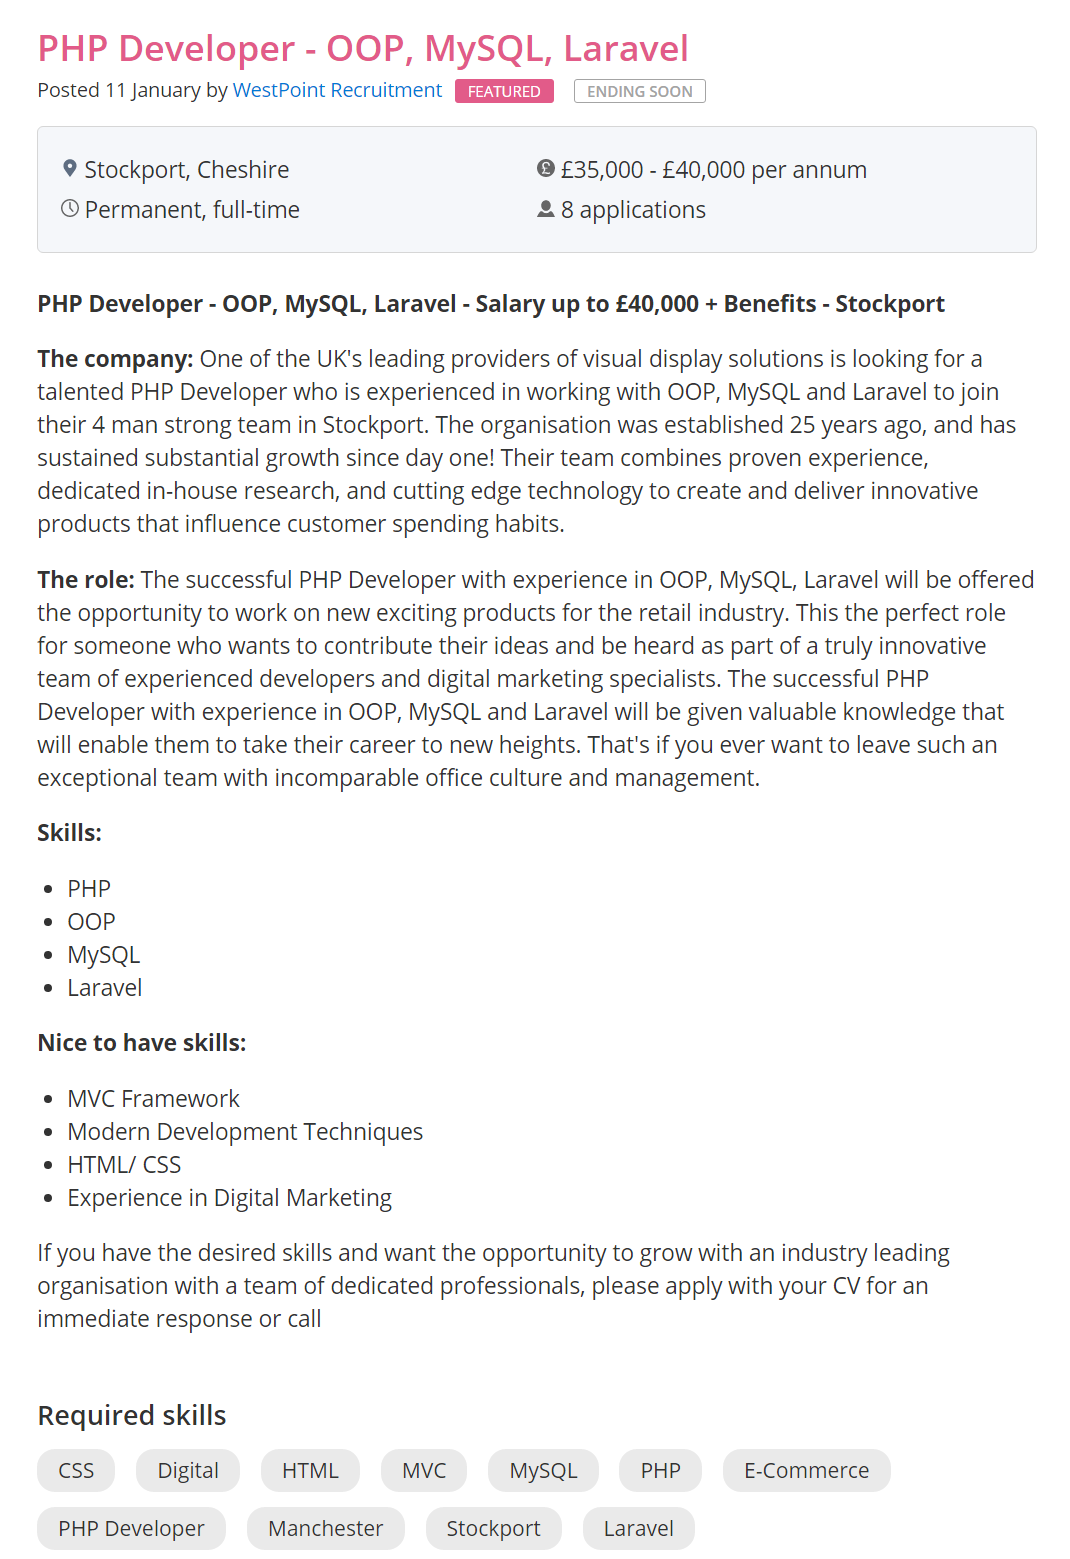 PHP Developer - OOP, MySQL, Laravel
Posted 11 January by WestPoint Recruitment FEATURED ENDING SOON
Stockport, Cheshire
£35,000 - £40,000 per annum
Permanent, full-time
8 applications
PHP Developer - OOP, MySQL, Laravel - Salary up to £40,000 + Benefits - Stockport
The company: One of the UK's leading providers of visual display solutions is looking for a
talented PHP Developer who is experienced in working with OOP, MySQL and Laravel to join
their 4 man strong team in Stockport. The organisation was established 25 years ago, and has
sustained substantial growth since day one! Their team combines proven experience,
dedicated in-house research, and cutting edge technology to create and deliver innovative
products that influence customer spending habits.
The role: The successful PHP Developer with experience in OOP, MySQL, Laravel will be offered
the opportunity to work on new exciting products for the retail industry. This the perfect role
for someone who wants to contribute their ideas and be heard as part of a truly innovative
team of experienced developers and digital marketing specialists. The successful PHP
Developer with experience in OOP, MySQL and Laravel will be given valuable knowledge that
will enable them to take their career to new heights. That's if you ever want to leave such an
exceptional team with incomparable office culture and management.
Skills:
• PHP
• OOP
• MySQL
• Laravel
Nice to have skills:
• MVC Framework
• Modern Development Techniques
• HTML/ CSS
• Experience in Digital Marketing
If you have the desired skills and want the opportunity to grow with an industry leading
organisation with a team of dedicated professionals, please apply with your CV for an
immediate response or call
Required skills
CSS Digital HTML MVC MySQL PHP E-Commerce
PHP Developer Manchester Stockport Laravel